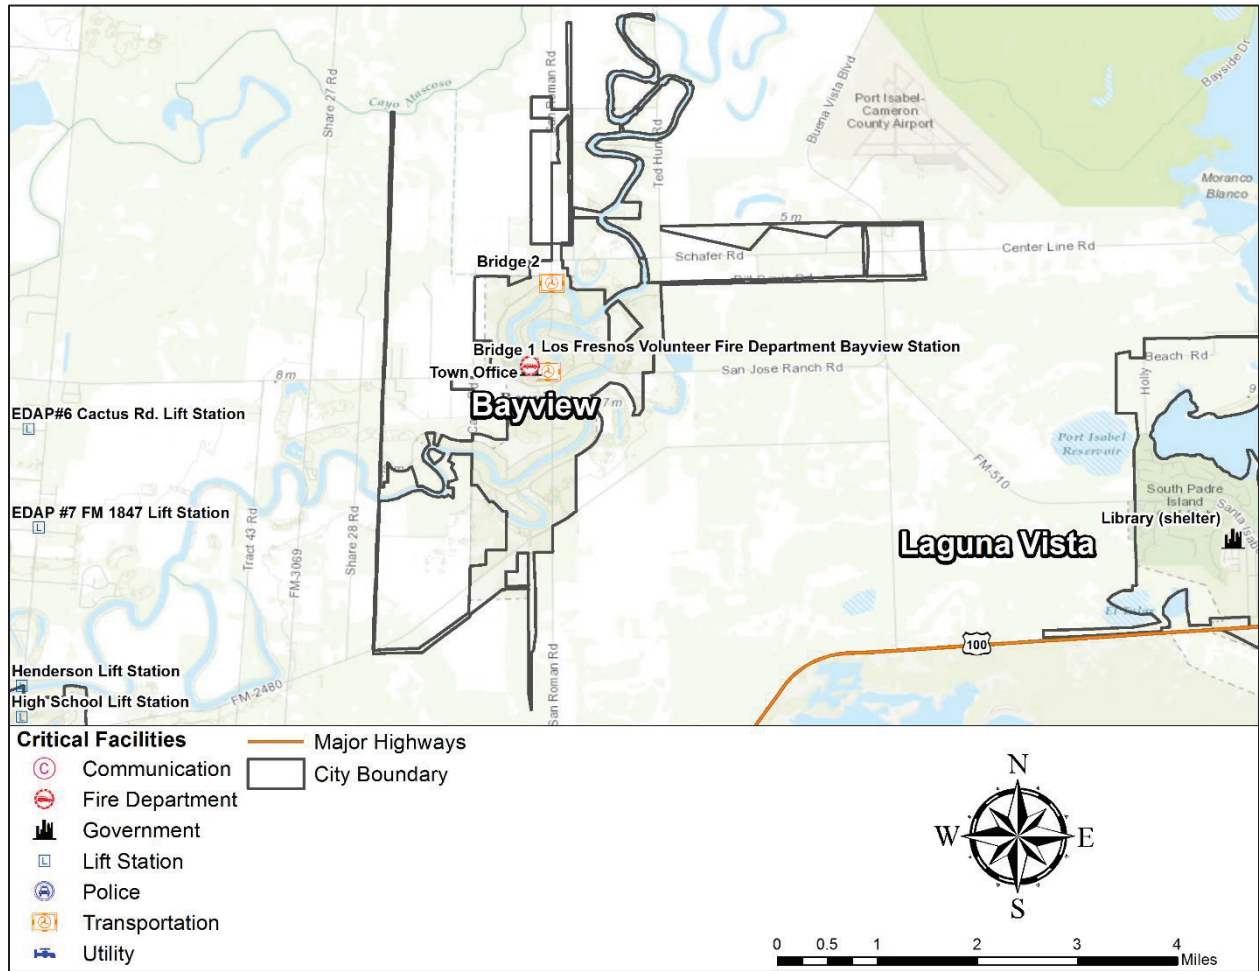 Cayo Atascoso
Share 27 Rd
San Roman Rd
Ted Hunt Rd
Buena Vista Blvd
Port Isabel-
Cameron
County Airport
Bayside Dr
Moranco
Blanco
5 m
Schafer Rd
Center Line Rd
Bridge 2
Bridge 1
Los Fresnos Volunteer Fire Department Bayview Station
Town Office
San Jose Ranch Rd
Beach Rd
Holly
8 m
Bayview
7 m
EDAP#6 Cactus Rd. Lift Station
L
Port Isabel
Reservoir
FM-510
South Padre
Island
Library (shelter)
Santa Isab
EDAP #7 FM 1847 Lift Station
L
Laguna Vista
Tract 43 Rd
FM-3069
Share 28 Rd
100
Henderson Lift Station
L
High School Lift Station
L
FM-2480
San Roman Rd
Critical Facilities
C Communication
Fire Department
Government
L Lift Station
Police
Transportation
Utility
Major Highways
City Boundary
N
W E
S
0 0.5 1 2 3 4
Miles